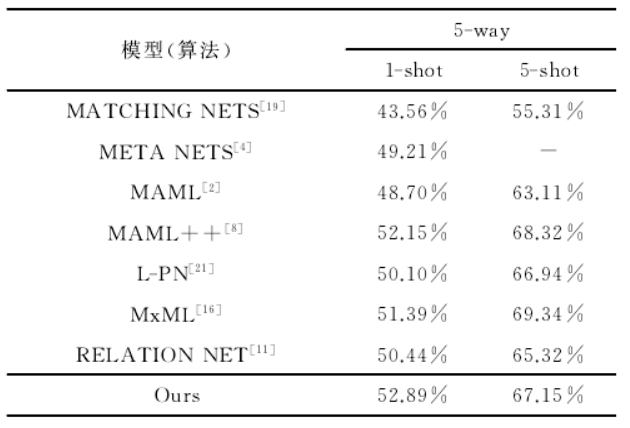 模型(算法) 5-way
1-shot 5-shot
MATCHING NETS[19] 43.56% 55.31%
META NETS[4] 49.21% —
MAML[2] 48.70% 63.11%
MAML++[8] 52.15% 68.32%
L-PN[21] 50.10% 66.94%
MxML[16] 51.39% 69.34%
RELATION NET[11] 50.44% 65.32%
Ours 52.89% 67.15%